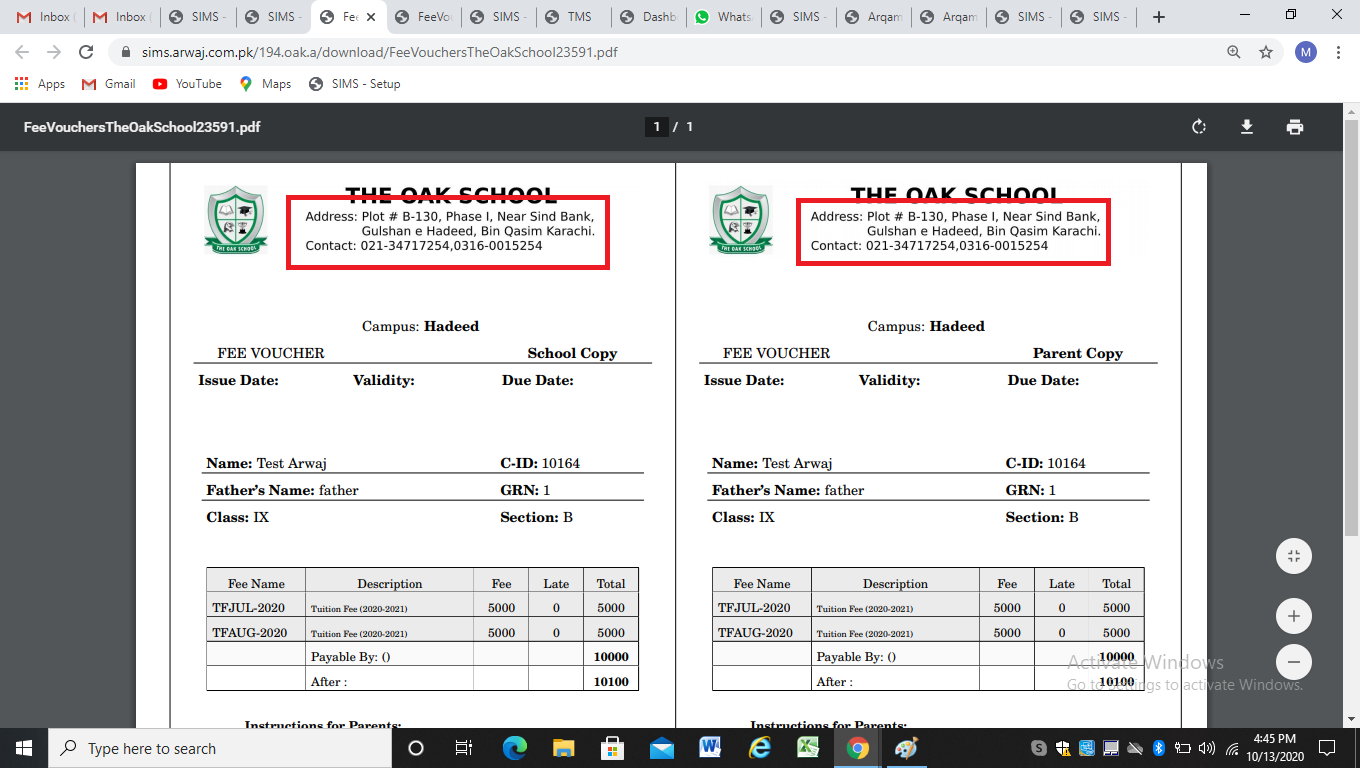 Inbox
Inbox
SIMS -
SIMS -
Fee
FeeVou
SIMS -
TMS
Dashb
Whats
SIMS -
Arqam
Arqam
SIMS -
SIMS -
sims.arwaj.com.pk/194.oak.a/download/FeeVouchersTheOakSchool23591.pdf
M
Apps
Gmail
YouTube
Maps
SIMS - Setup
FeeVouchersTheOakSchool23591.pdf
1 / 1
THE OAK SCHOOL
THE OAK SCHOOL
Address: Plot # B-130, Phase I, Near Sind Bank,
Gulshan e Hadeed, Bin Qasim Karachi.
Contact: 021-34717254,0316-0015254
Campus: Hadeed
FEE VOUCHER School Copy
Issue Date: Validity: Due Date:
Name: Test Arwaj C-ID: 10164
Father's Name: father GRN: 1
Class: IX Section: B
Fee Name Description Fee Late Total
TFJUL-2020 Tuition Fee (2020-2021) 5000 0 5000
TFAUG-2020 Tuition Fee (2020-2021) 5000 0 5000
Payable By: () 10000
After : 10100
Instructions for Parents:
THE OAK SCHOOL
THE OAK SCHOOL
Address: Plot # B-130, Phase I, Near Sind Bank,
Gulshan e Hadeed, Bin Qasim Karachi.
Contact: 021-34717254,0316-0015254
Campus: Hadeed
FEE VOUCHER Parent Copy
Issue Date: Validity: Due Date:
Name: Test Arwaj C-ID: 10164
Father's Name: father GRN: 1
Class: IX Section: B
Fee Name Description Fee Late Total
TFJUL-2020 Tuition Fee (2020-2021) 5000 0 5000
TFAUG-2020 Tuition Fee (2020-2021) 5000 0 5000
Payable By: () 10000
After : 10100
Instructions for Parents:
Activate Windows
Go to Settings to activate Windows.
Type here to search
4:45 PM
10/13/2020